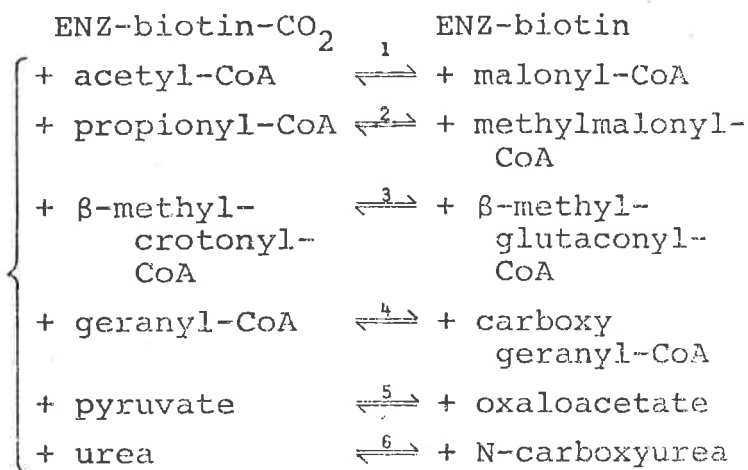 ENZ-biotin-CO2 ENZ-biotin
+ acetyl-CoA 1 + malonyl-CoA
+ propionyl-CoA 2 + methylmalonyl-
CoA
+ β-methyl- 3 + β-methyl-
crotonyl- glutaconyl-
CoA CoA
+ geranyl-CoA 4 + carboxy
geranyl-CoA
+ pyruvate 5 + oxaloacetate
+ urea 6 + N-carboxyurea